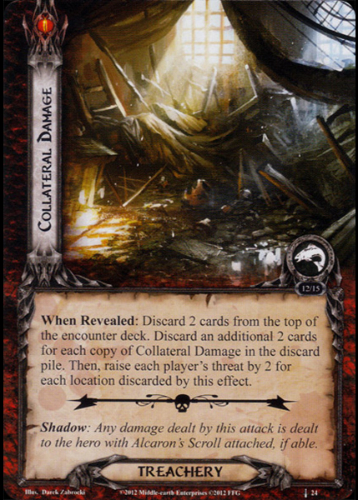 COLLATERAL DAMAGE
12/15
When Revealed: Discard 2 cards from the top of
the encounter deck. Discard an additional 2 cards
for each copy of Collateral Damage in the discard
pile. Then, raise each player's threat by 2 for
each location discarded by this effect.
Shadow: Any damage dealt by this attack is dealt
to the hero with Alcaron's Scroll attached, if able.
TREACHERY
Illus. Darek Zabrocki ©2012 Middle-earth Enterprises ©2012 FFG 24